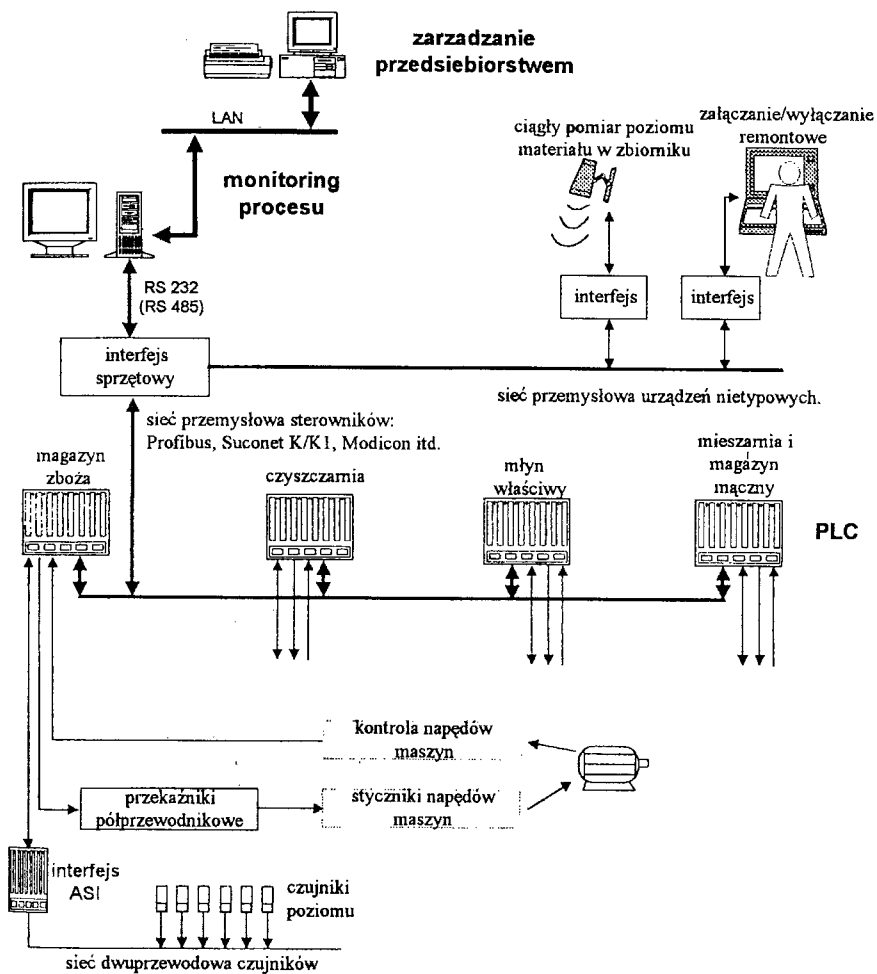 zarzadzanie
przedsiebiorstwem
LAN
ciągły pomiar poziomu
materiału w zbiorniku
załączanie/wyłączanie
remontowe
monitoring
procesu
RS 232
(RS 485)
interfejs
interfejs
interfejs
sprzętowy
sieć przemysłowa urządzeń nietypowych.
sieć przemysłowa sterowników:
Profibus, Suconet K/K1, Modicon itd.
magazyn
zboża
czyszczarnia
młyn
właściwy
mieszarnia i
magazyn
mączny
PLC
kontrola napędów
maszyn
przekaźniki
półprzewodnikowe
styczniki napędów
maszyn
interfejs
ASI
czujniki
poziomu
sieć dwuprzewodowa czujników